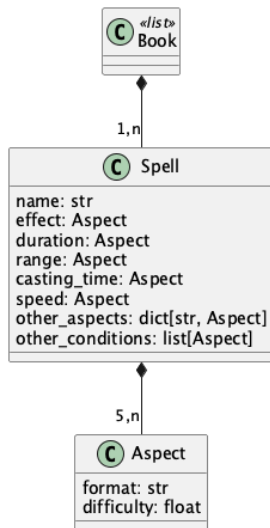 C «list»
Book
1,n
C Spell
name: str
effect: Aspect
duration: Aspect
range: Aspect
casting_time: Aspect
speed: Aspect
other_aspects: dict[str, Aspect]
other_conditions: list[Aspect]
5,n
C Aspect
format: str
difficulty: float